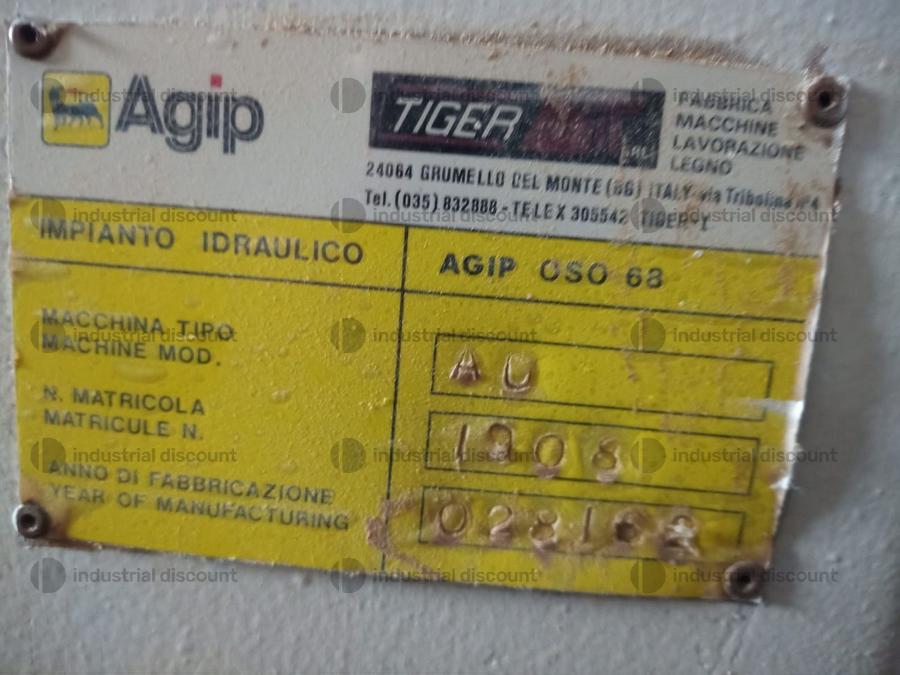 Agip
TIGER
SRL
FABBRICA
MACCHINE
LAVORAZIONE
LEGNO
24064 GRUMELLO DEL MONTE (BG) ITALY via Tribolina n°4
Tel. (035) 832888 - TELEX 305542 TIGER-I
IMPIANTO IDRAULICO
AGIP OSO 68
MACCHINA TIPO
MACHINE MOD.
AU
N. MATRICOLA
MATRICULE N.
1908
ANNO DI FABBRICAZIONE
YEAR OF MANUFACTURING
industrial discount